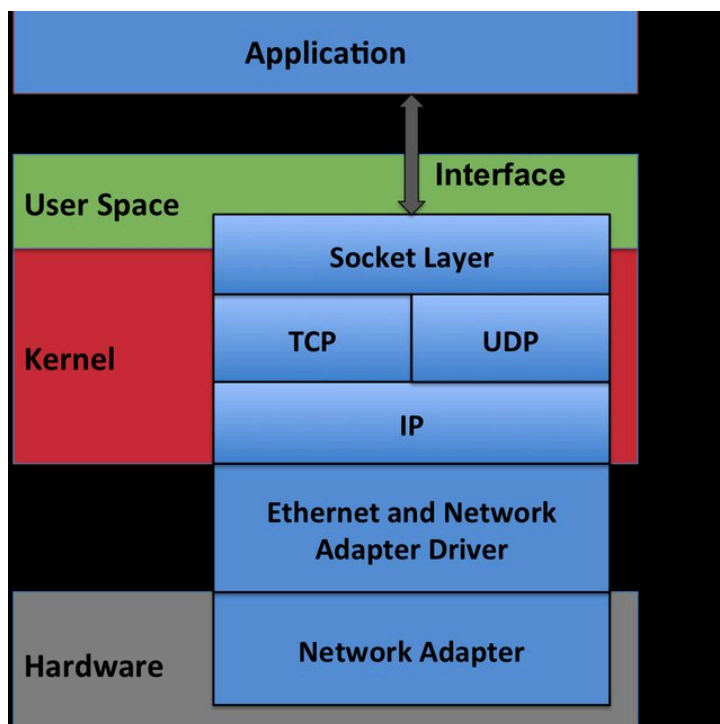 Application
Interface
User Space
Socket Layer
TCP
UDP
Kernel
IP
Ethernet and Network
Adapter Driver
Network Adapter
Hardware